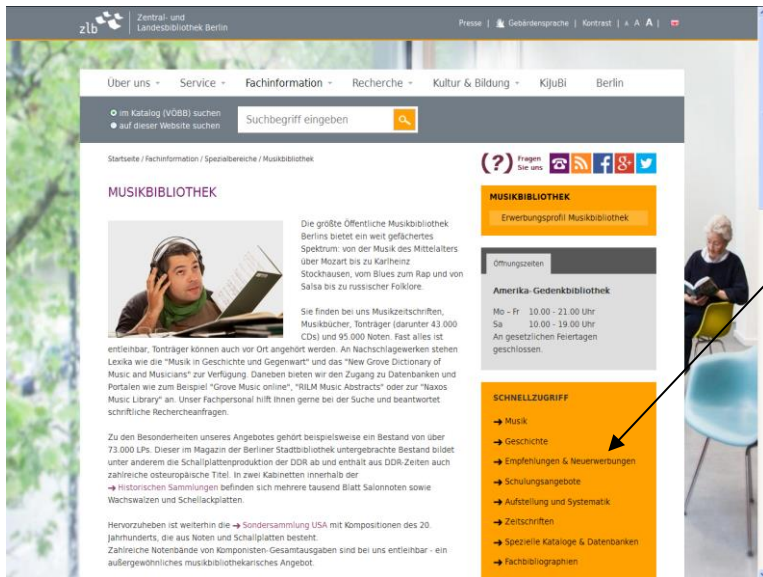 zlb
Zentral- und
Landesbibliothek Berlin
Presse | Gebärdensprache | Kontrast | A A A |
Über uns Service Fachinformation Recherche Kultur & Bildung KiJuBi Berlin
im Katalog (VÖBB) suchen
auf dieser Website suchen
Suchbegriff eingeben
Startseite / Fachinformation / Spezialbereiche / Musikbibliothek
(?) Fragen
Sie uns
f g+
MUSIKBIBLIOTHEK
Die größte Öffentliche Musikbibliothek
Berlins bietet ein weit gefächertes
Spektrum: von der Musik des Mittelalters
über Mozart bis zu Karlheinz
Stockhausen, vom Blues zum Rap und von
Salsa bis zu russischer Folklore.
Sie finden bei uns Musikzeitschriften,
Musikbücher, Tonträger (darunter 43.000
CDs) und 95.000 Noten. Fast alles ist
entleihbar, Tonträger können auch vor Ort angehört werden. An Nachschlagewerken stehen
Lexika wie die "Musik in Geschichte und Gegenwart" und das "New Grove Dictionary of
Music and Musicians" zur Verfügung. Daneben bieten wir den Zugang zu Datenbanken und
Portalen wie zum Beispiel "Grove Music online", "RILM Music Abstracts" oder zur "Naxos
Music Library" an. Unser Fachpersonal hilft Ihnen gerne bei der Suche und beantwortet
schriftliche Rechercheanfragen.
Zu den Besonderheiten unseres Angebotes gehört beispielsweise ein Bestand von über
73.000 LPs. Dieser im Magazin der Berliner Stadtbibliothek untergebrachte Bestand bildet
unter anderem die Schallplattenproduktion der DDR ab und enthält aus DDR-Zeiten auch
zahlreiche osteuropäische Titel. In zwei Kabinetten innerhalb der
→ Historischen Sammlungen befinden sich mehrere tausend Blatt Salonnoten sowie
Wachswalzen und Schellackplatten.
Hervorzuheben ist weiterhin die → Sondersammlung USA mit Kompositionen des 20.
Jahrhunderts, die aus Noten und Schallplatten besteht.
Zahlreiche Notenbände von Komponisten-Gesamtausgaben sind bei uns entleihbar - ein
außergewöhnliches musikbibliothekarisches Angebot.
MUSIKBIBLIOTHEK
Erwerbungsprofil Musikbibliothek
Öffnungszeiten
Amerika-Gedenkbibliothek
Mo - Fr 10.00 - 21.00 Uhr
Sa 10.00 - 19.00 Uhr
An gesetzlichen Feiertagen
geschlossen.
SCHNELLZUGRIFF
→ Musik
→ Geschichte
→ Empfehlungen & Neuerwerbungen
→ Schulungsangebote
→ Aufstellung und Systematik
→ Zeitschriften
→ Spezielle Kataloge & Datenbanken
→ Fachbibliographien